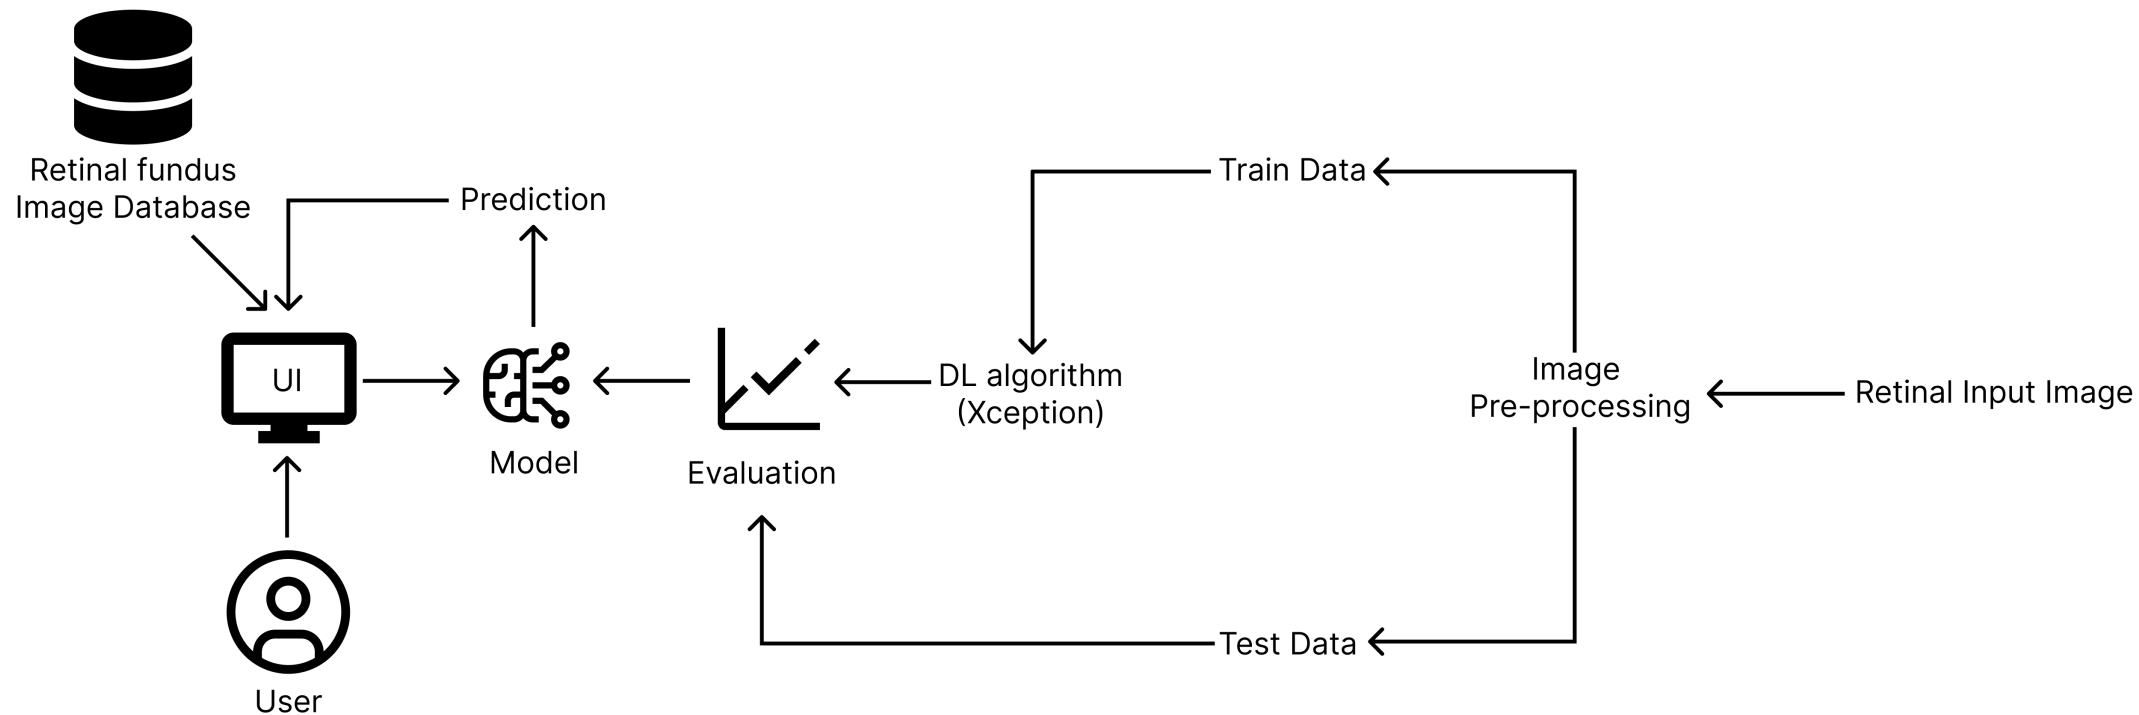 Retinal fundus
Image Database
Prediction
Train Data
UI
DL algorithm
(Xception)
Image
Pre-processing
Retinal Input Image
Model
Evaluation
Test Data
User